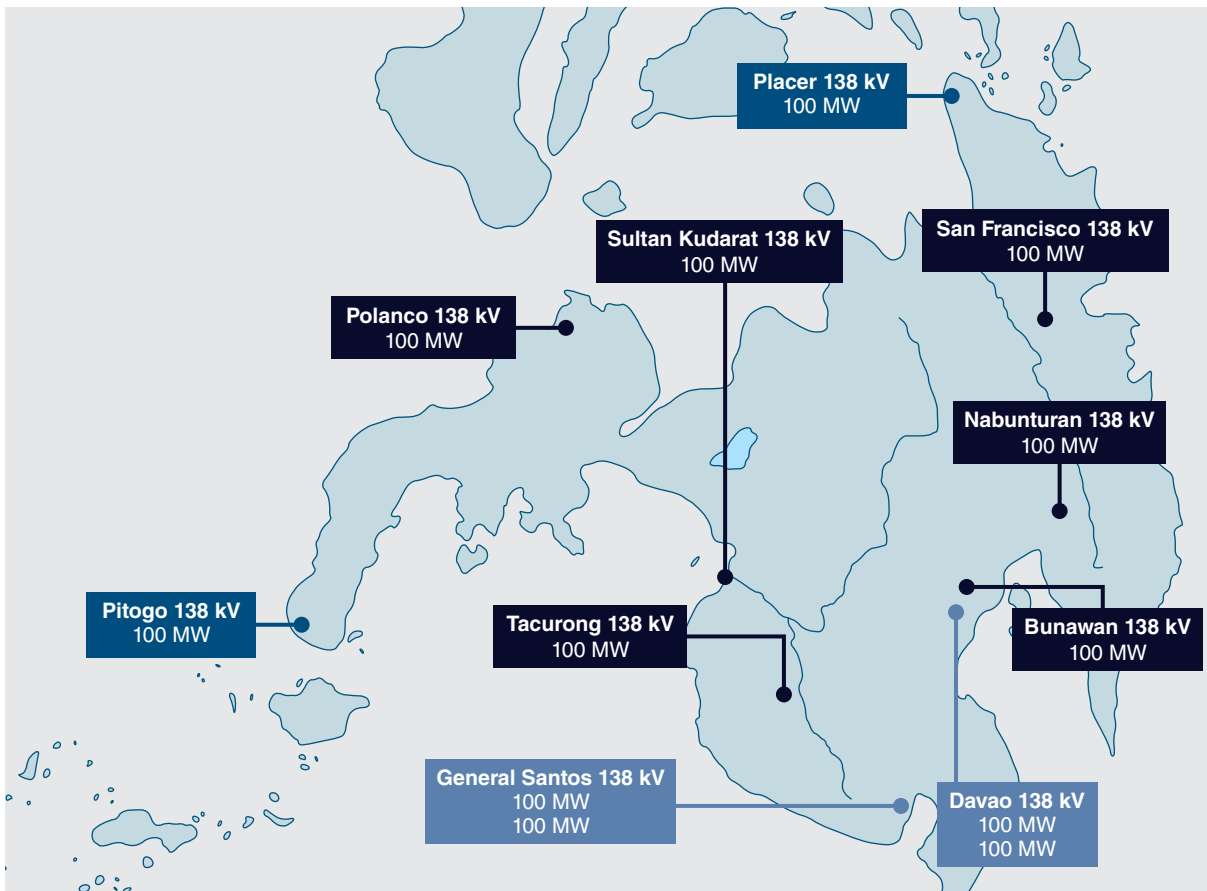 Placer 138 kV
100 MW
Sultan Kudarat 138 kV
100 MW
San Francisco 138 kV
100 MW
Polanco 138 kV
100 MW
Nabunturan 138 kV
100 MW
Pitogo 138 kV
100 MW
Tacurong 138 kV
100 MW
Bunawan 138 kV
100 MW
General Santos 138 kV
100 MW
100 MW
Davao 138 kV
100 MW
100 MW